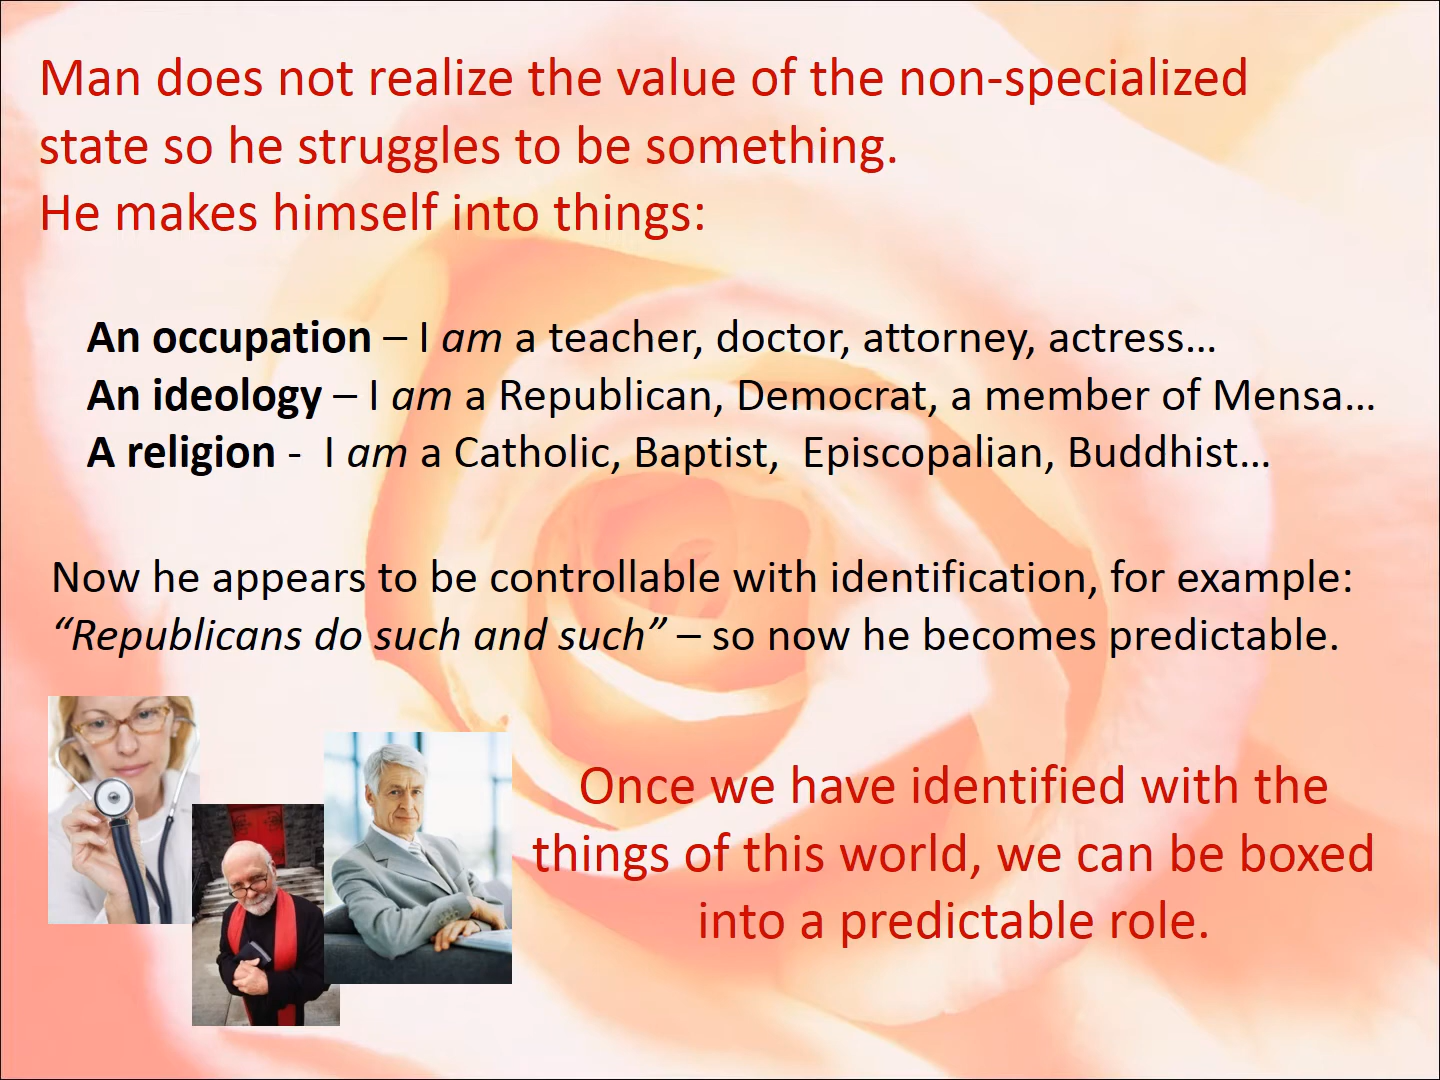 Man does not realize the value of the non-specialized
state so he struggles to be something.
He makes himself into things:
An occupation – I am a teacher, doctor, attorney, actress…
An ideology – I am a Republican, Democrat, a member of Mensa…
A religion -  I am a Catholic, Baptist,  Episcopalian, Buddhist…
Now he appears to be controllable with identification, for example:
“Republicans do such and such” – so now he becomes predictable.
Once we have identified with the
things of this world, we can be boxed
into a predictable role.